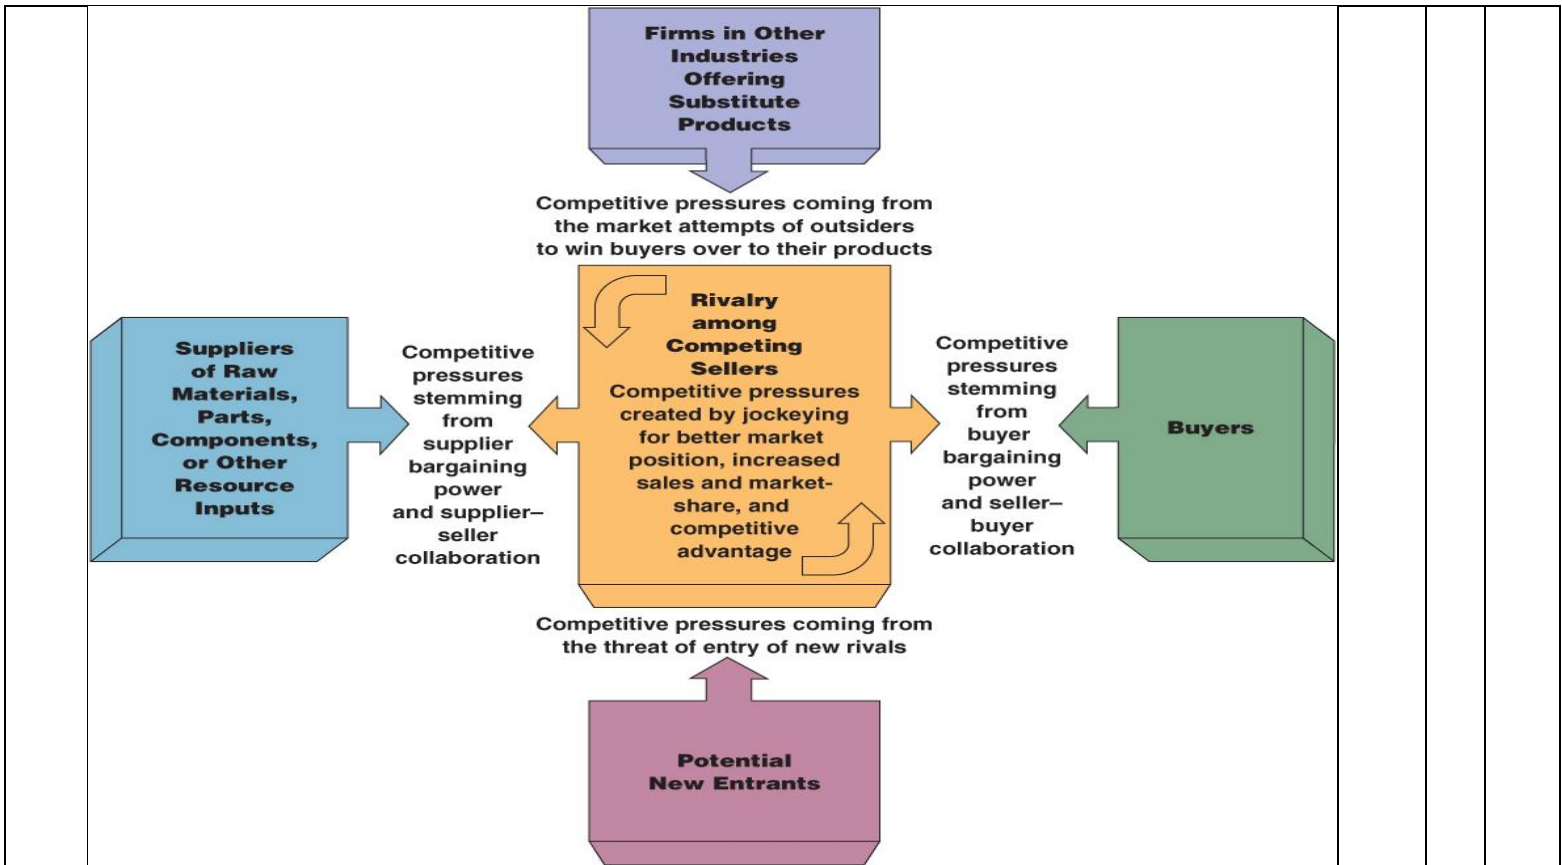 Firms in Other
Industries
Offering
Substitute
Products
Competitive pressures coming from
the market attempts of outsiders
to win buyers over to their products
Suppliers
of Raw
Materials,
Parts,
Components,
or Other
Resource
Inputs
Competitive
pressures
stemming
from
supplier
bargaining
power
and supplier–
seller
collaboration
Rivalry
among
Competing
Sellers
Competitive pressures
created by jockeying
for better market
position, increased
sales and market-
share, and
competitive
advantage
Competitive
pressures
stemming
from
buyer
bargaining
power
and seller–
buyer
collaboration
Buyers
Competitive pressures coming from
the threat of entry of new rivals
Potential
New Entrants